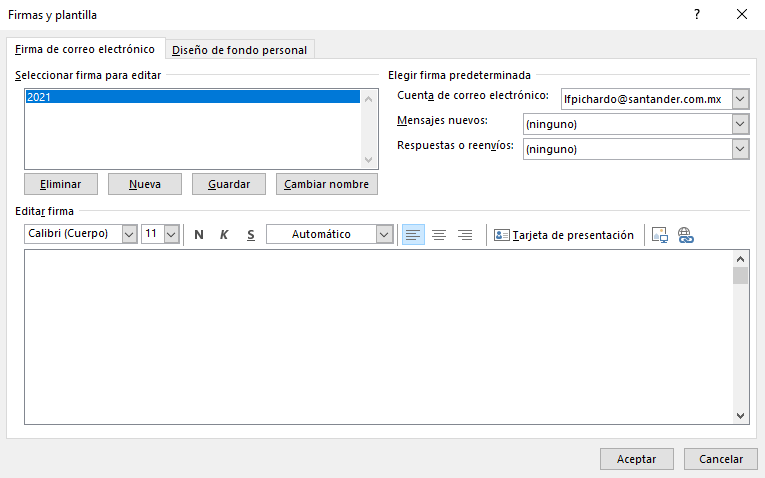 Firmas y plantilla
? ×
Firma de correo electrónico Diseño de fondo personal
Seleccionar firma para editar Elegir firma predeterminada
2021
Cuenta de correo electrónico: lfpichardo@santander.com.mx
Mensajes nuevos: (ninguno)
Respuestas o reenvíos: (ninguno)
Eliminar Nueva Guardar Cambiar nombre
Editar firma
Calibri (Cuerpo) 11 N K S Automático Tarjeta de presentación
Aceptar Cancelar